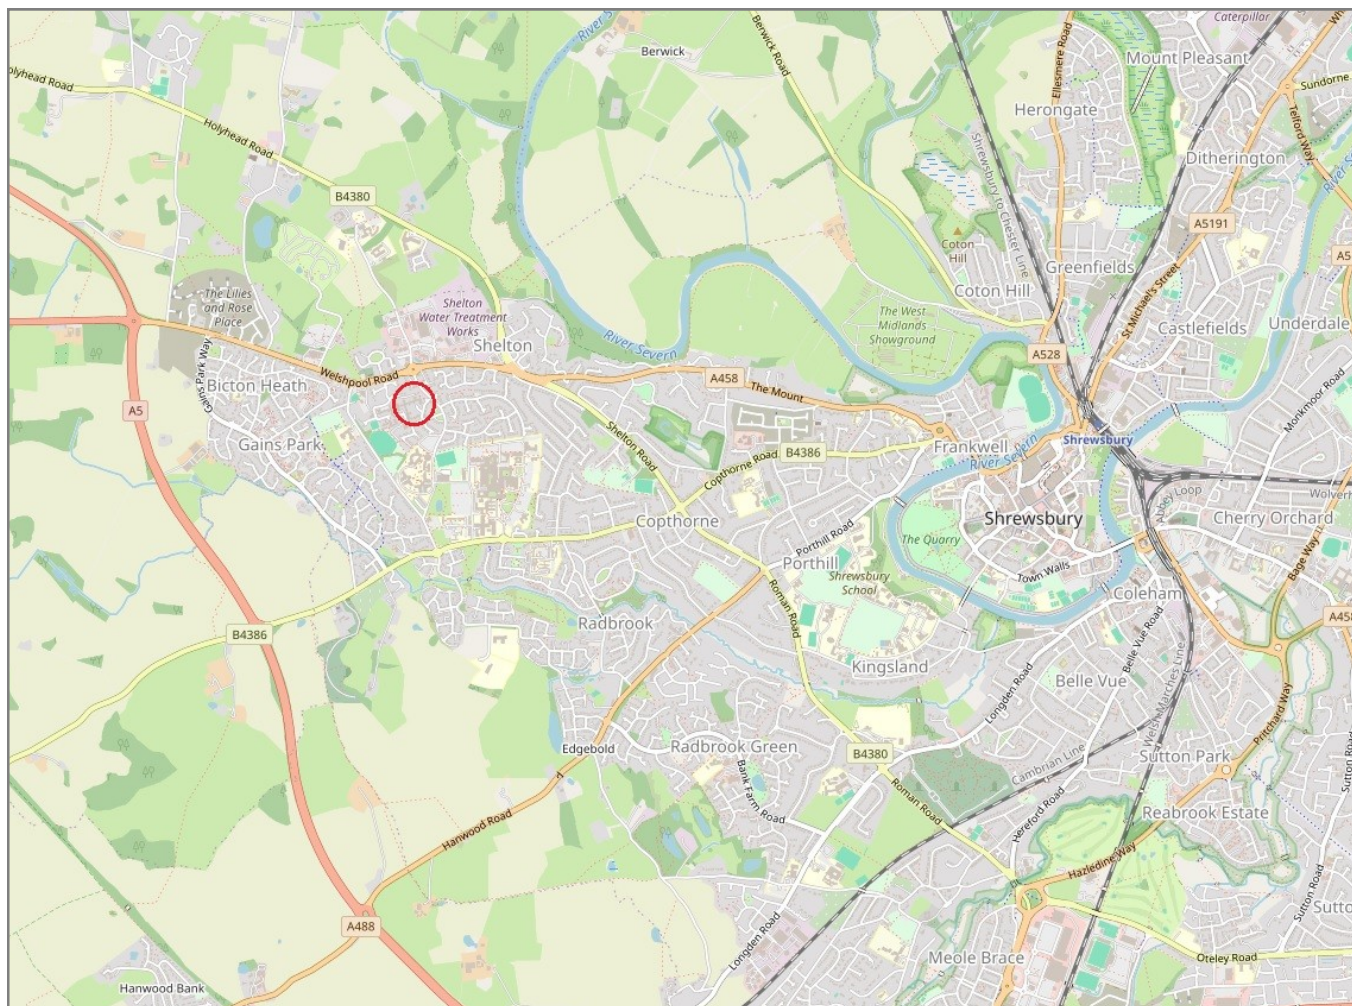 Caterpillar
Mount Pleasant
Sundorne
Berwick
Berwick Road
Ellesmere Road
Herongate
Telford Way
Ditherington
Holyhead Road
Holyhead Road
B4380
Shrewsbury to Chester Line
A5191
Coton
Hill
Greenfields
Coton Hill
St Michael's Street
The Lilies
and Rose
Place
Shelton
Water Treatment
Works
Shelton
River Severn
The West
Midlands
Showground
Castlefields
Underdale
A528
Welshpool Road
A458
The Mount
Gains Park Way
Bicton Heath
A5
Monkmoor Road
Gains Park
Shelton Road
Copthorne Road
B4386
Frankwell
River Severn
Shrewsbury
Copthorne
Shrewsbury
Abbey Loop
Cherry Orchard
Porthill Road
The Quarry
Porthill
Shrewsbury
School
Town Walls
Coleham
Bage Way
A458
B4386
Radbrook
Roman Road
Kingsland
Longden Road
Belle Vue Road
Belle Vue
Welsh Marches Line
Pritchard Way
Edgebold
Radbrook Green
B4380
Cambrian Line
Sutton Park
Bank Farm Road
Roman Road
Hereford Road
Reabrook Estate
Sutton Road
Hanwood Road
Hazledine Way
A488
Longden Road
Meole Brace
Sutton Road
Oteley Road
Hanwood Bank